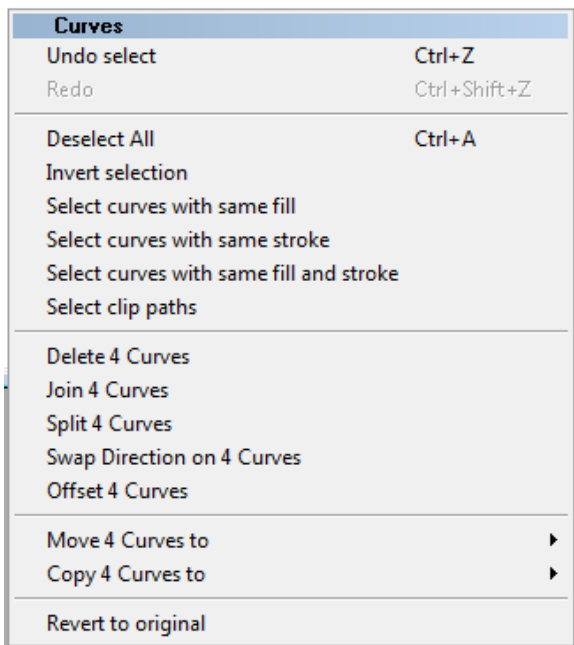 Curves
Undo select Ctrl+Z
Redo Ctrl+Shift+Z
Deselect All Ctrl+A
Invert selection
Select curves with same fill
Select curves with same stroke
Select curves with same fill and stroke
Select clip paths
Delete 4 Curves
Join 4 Curves
Split 4 Curves
Swap Direction on 4 Curves
Offset 4 Curves
Move 4 Curves to
Copy 4 Curves to
Revert to original